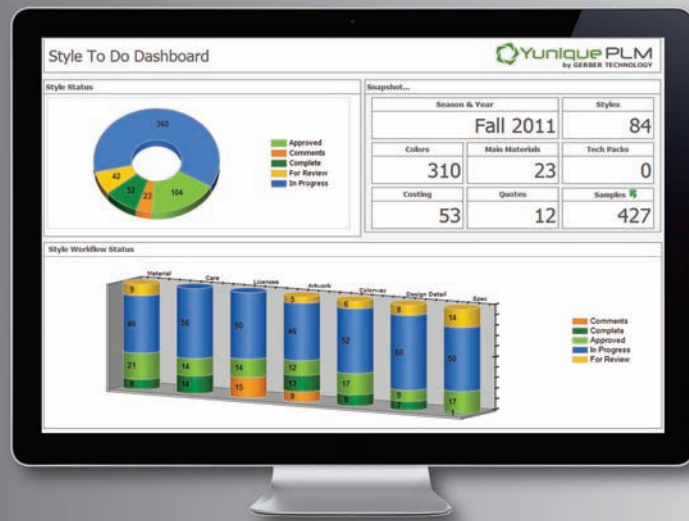 Style To Do Dashboard
YuniquePLM
by GERBER TECHNOLOGY
Style Status
360
42
52
23
104
Approved
Comments
Complete
For Review
In Progress
Snapshot...
Season & Year
Fall 2011
Styles
84
Colors
310
Main Materials
23
Tech Packs
0
Costing
53
Quotes
12
Samples
427
Style Workflow Status
Material Care Licensee Artwork Colorway Design Detail Spec
9 46 21 8
56 14 14
50 14 15
5 46 12 13 8
6 52 17 9
8 60 9 7
14 50 17 1
Comments
Complete
Approved
In Progress
For Review